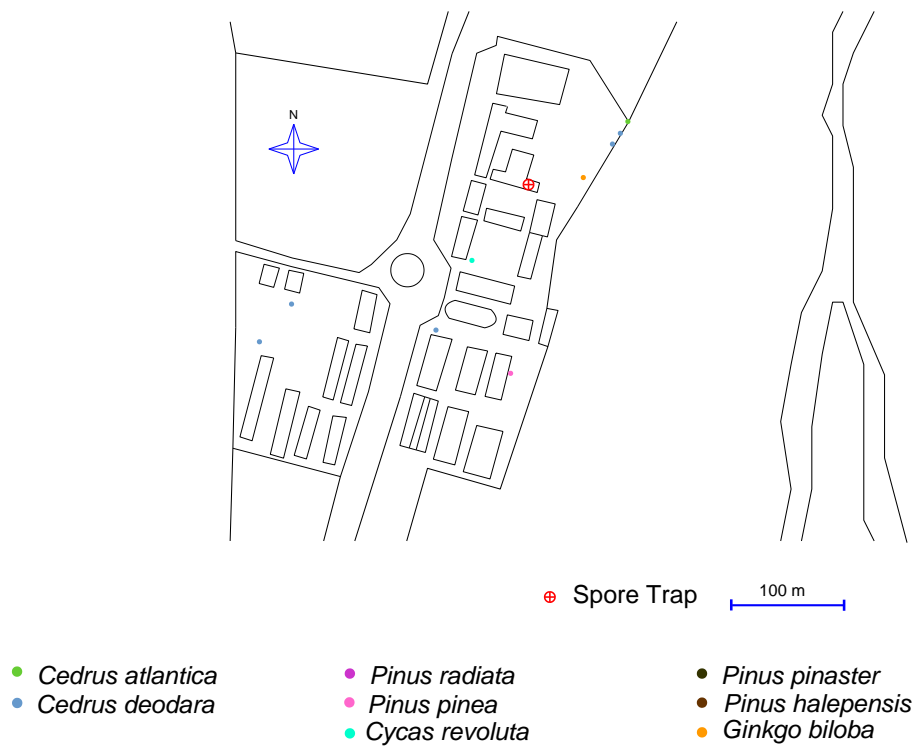 N
Spore Trap
100 m
Cedrus atlantica
Cedrus deodara
Pinus radiata
Pinus pinea
Cycas revoluta
Pinus pinaster
Pinus halepensis
Ginkgo biloba